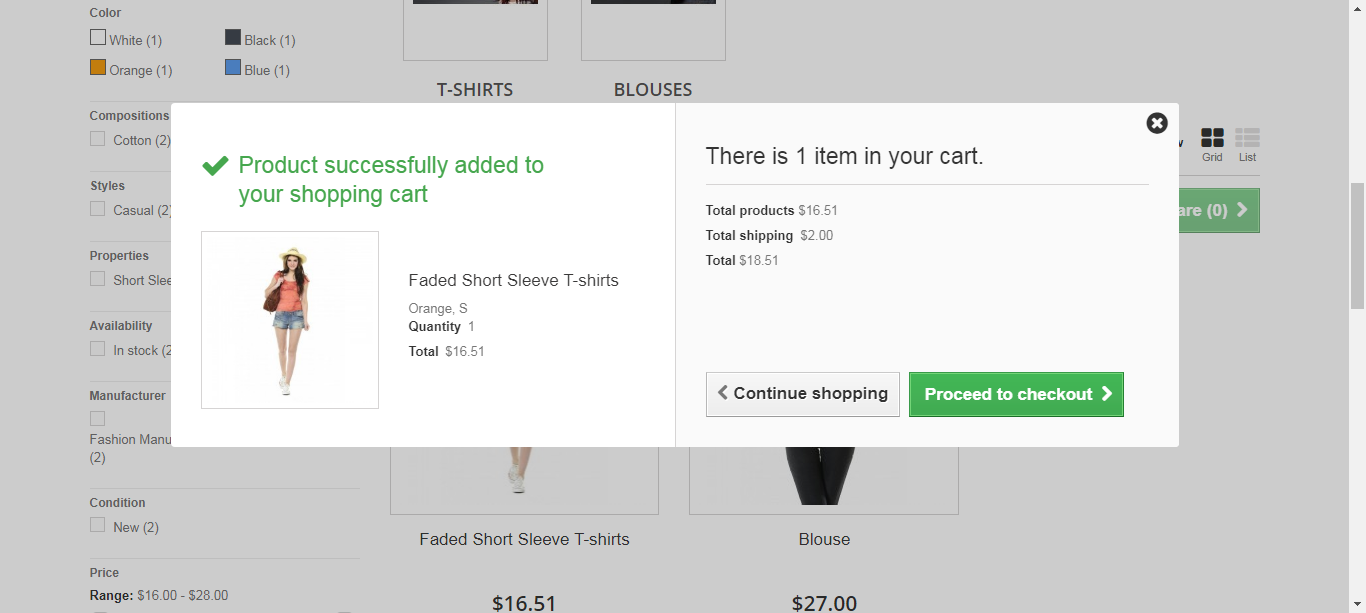 Color
White (1)
Black (1)
Orange (1)
Blue (1)
Compositions
Cotton (2)
Styles
Casual (2)
Properties
Short Slee
Availability
In stock (2
Manufacturer
Fashion Manu
(2)
Condition
New (2)
Price
Range: $16.00 - $28.00
T-SHIRTS
BLOUSES
Grid
List
are (0)
Product successfully added to
your shopping cart
Faded Short Sleeve T-shirts
Orange, S
Quantity 1
Total $16.51
There is 1 item in your cart.
Total products $16.51
Total shipping $2.00
Total $18.51
Continue shopping
Proceed to checkout
Faded Short Sleeve T-shirts
Blouse
$16.51
$27.00